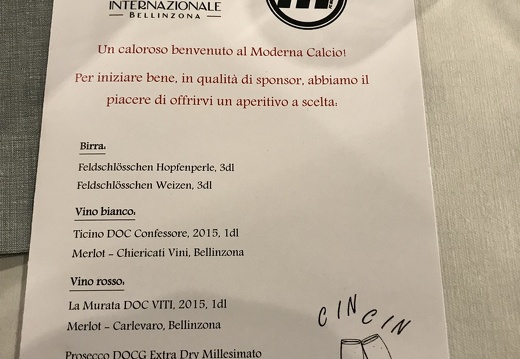 INTERNAZIONALE
BELLINZONA
Un caloroso benvenuto al Moderna Calcio!
Per iniziare bene, in qualità di sponsor, abbiamo il
piacere di offrirvi un aperitivo a scelta:
Birra:
Feldschlösschen Hopfenperle, 3dl
Feldschlösschen Weizen, 3dl
Vino bianco:
Ticino DOC Confessore, 2015, 1dl
Merlot – Chiericati Vini, Bellinzona
Vino rosso:
La Murata DOC VITI, 2015, 1dl
Merlot – Carlevaro, Bellinzona
CIN CIN
Prosecco DOCG Extra Dry Millesimato